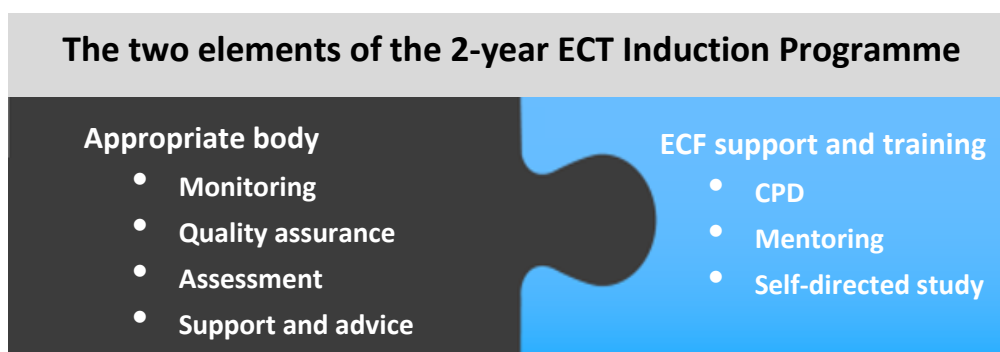 The two elements of the 2-year ECT Induction Programme
Appropriate body
• Monitoring
• Quality assurance
• Assessment
• Support and advice
ECF support and training
• CPD
• Mentoring
• Self-directed study